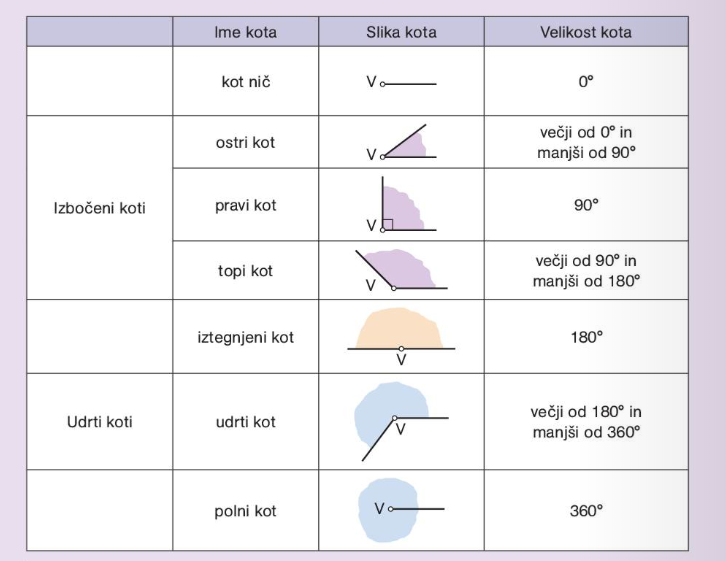 Ime kota Slika kota Velikost kota
kot nič V 0°
ostri kot V večji od 0° in
manjši od 90°
Izbočeni koti pravi kot V 90°
topi kot V večji od 90° in
manjši od 180°
iztegnjeni kot V 180°
Udrti koti udrti kot V večji od 180° in
manjši od 360°
polni kot V 360°